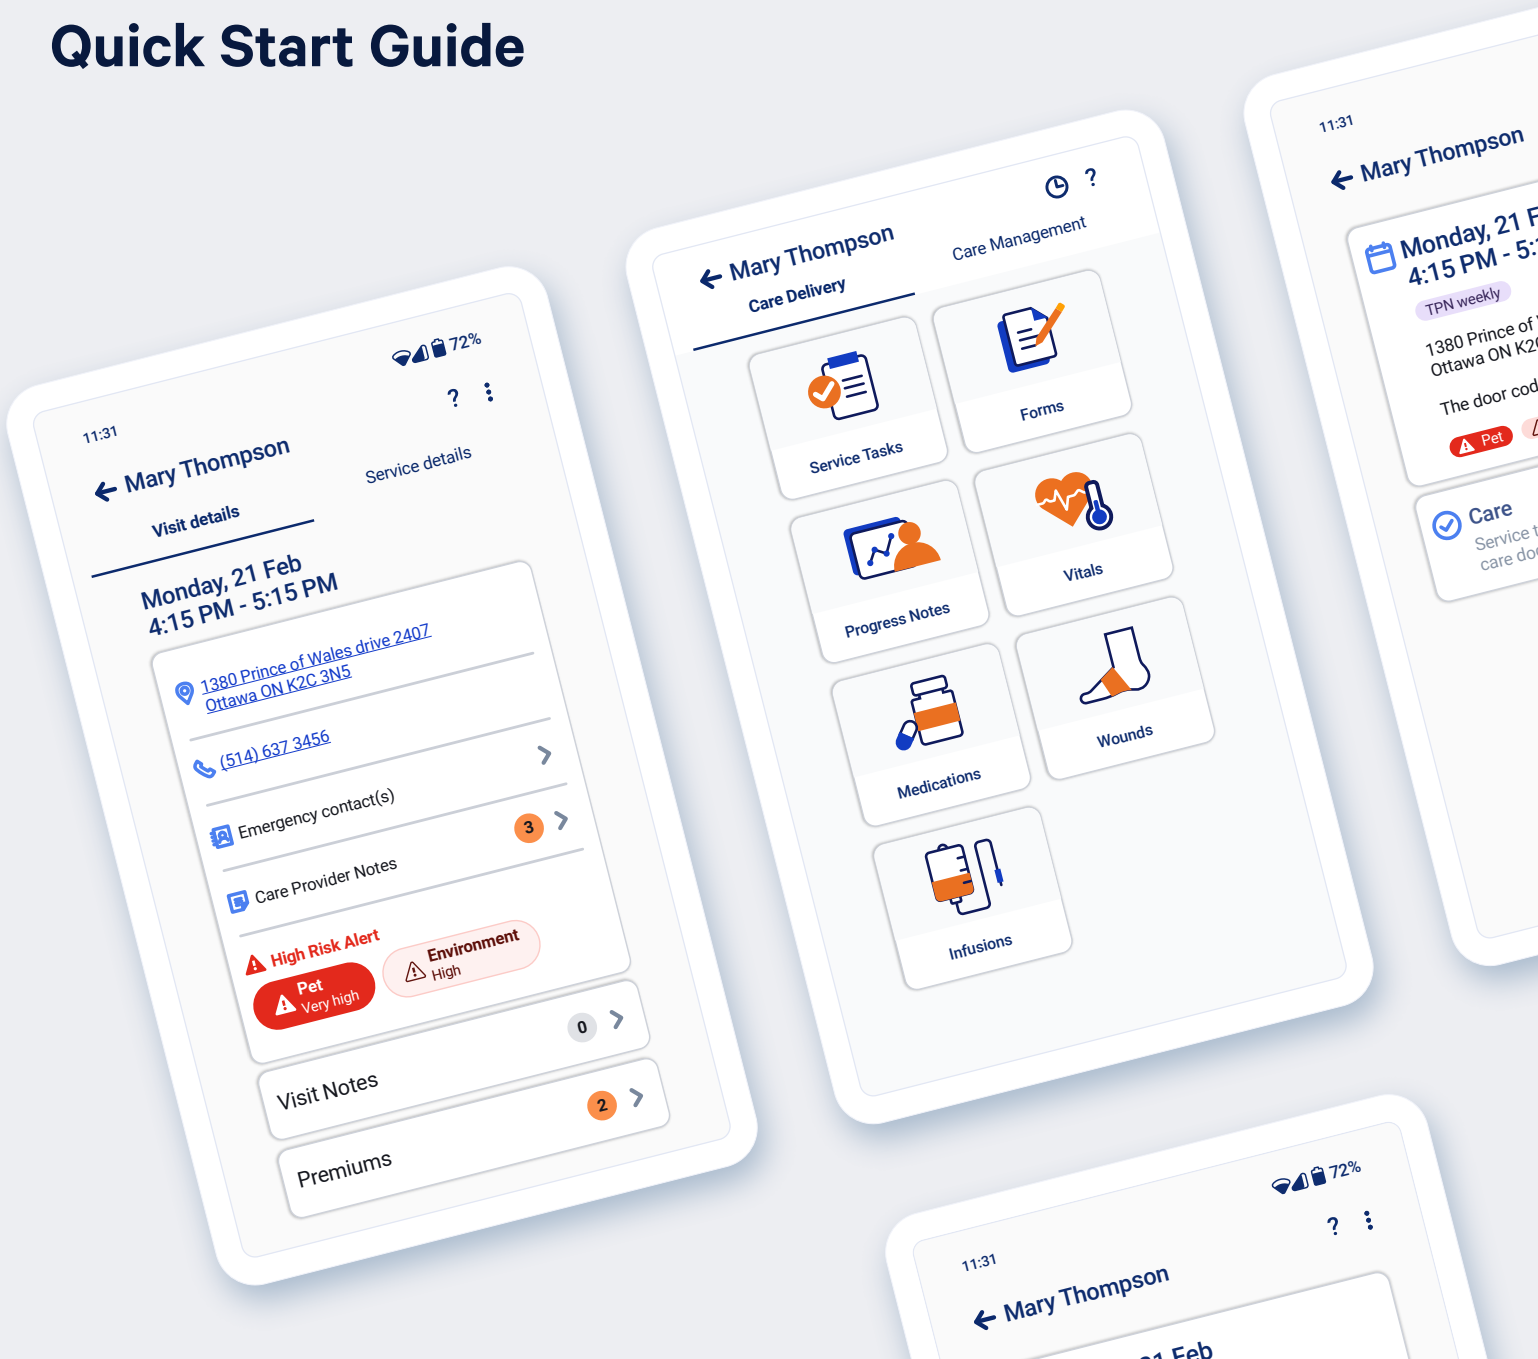 Quick Start Guide
72%
11:31
Mary Thompson
Visit details
Service details
Monday, 21 Feb
4:15 PM - 5:15 PM
1380 Prince of Wales drive 2407
Ottawa ON K2C 3N5
(514) 637 3456
Emergency contact(s)
Care Provider Notes
3
High Risk Alert
Pet
Very high
Environment
High
Visit Notes
0
Premiums
2
?
Mary Thompson
Care Delivery
Care Management
Service Tasks
Forms
Progress Notes
Vitals
Medications
Wounds
Infusions
11:31
Mary Thompson
Monday, 21
4:15 PM -
TPN weekly
1380 Prince of
Ottawa ON
The door
Pet
Care
Service
care
72%
11:31
?
Mary Thompson
21 Feb